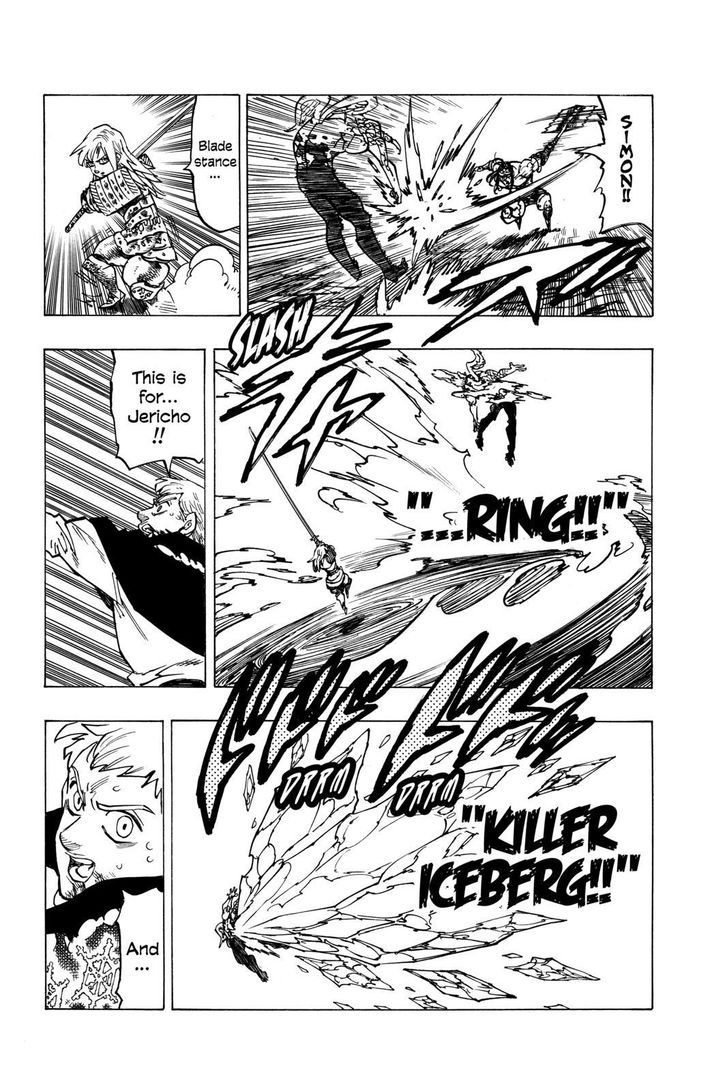 SIMON!!
Blade
stance
...
SLASH
"...RING!!"
This is
for...
Jericho
!!
DRRM
DRRM
"KILLER
ICEBERG!!"
And
...